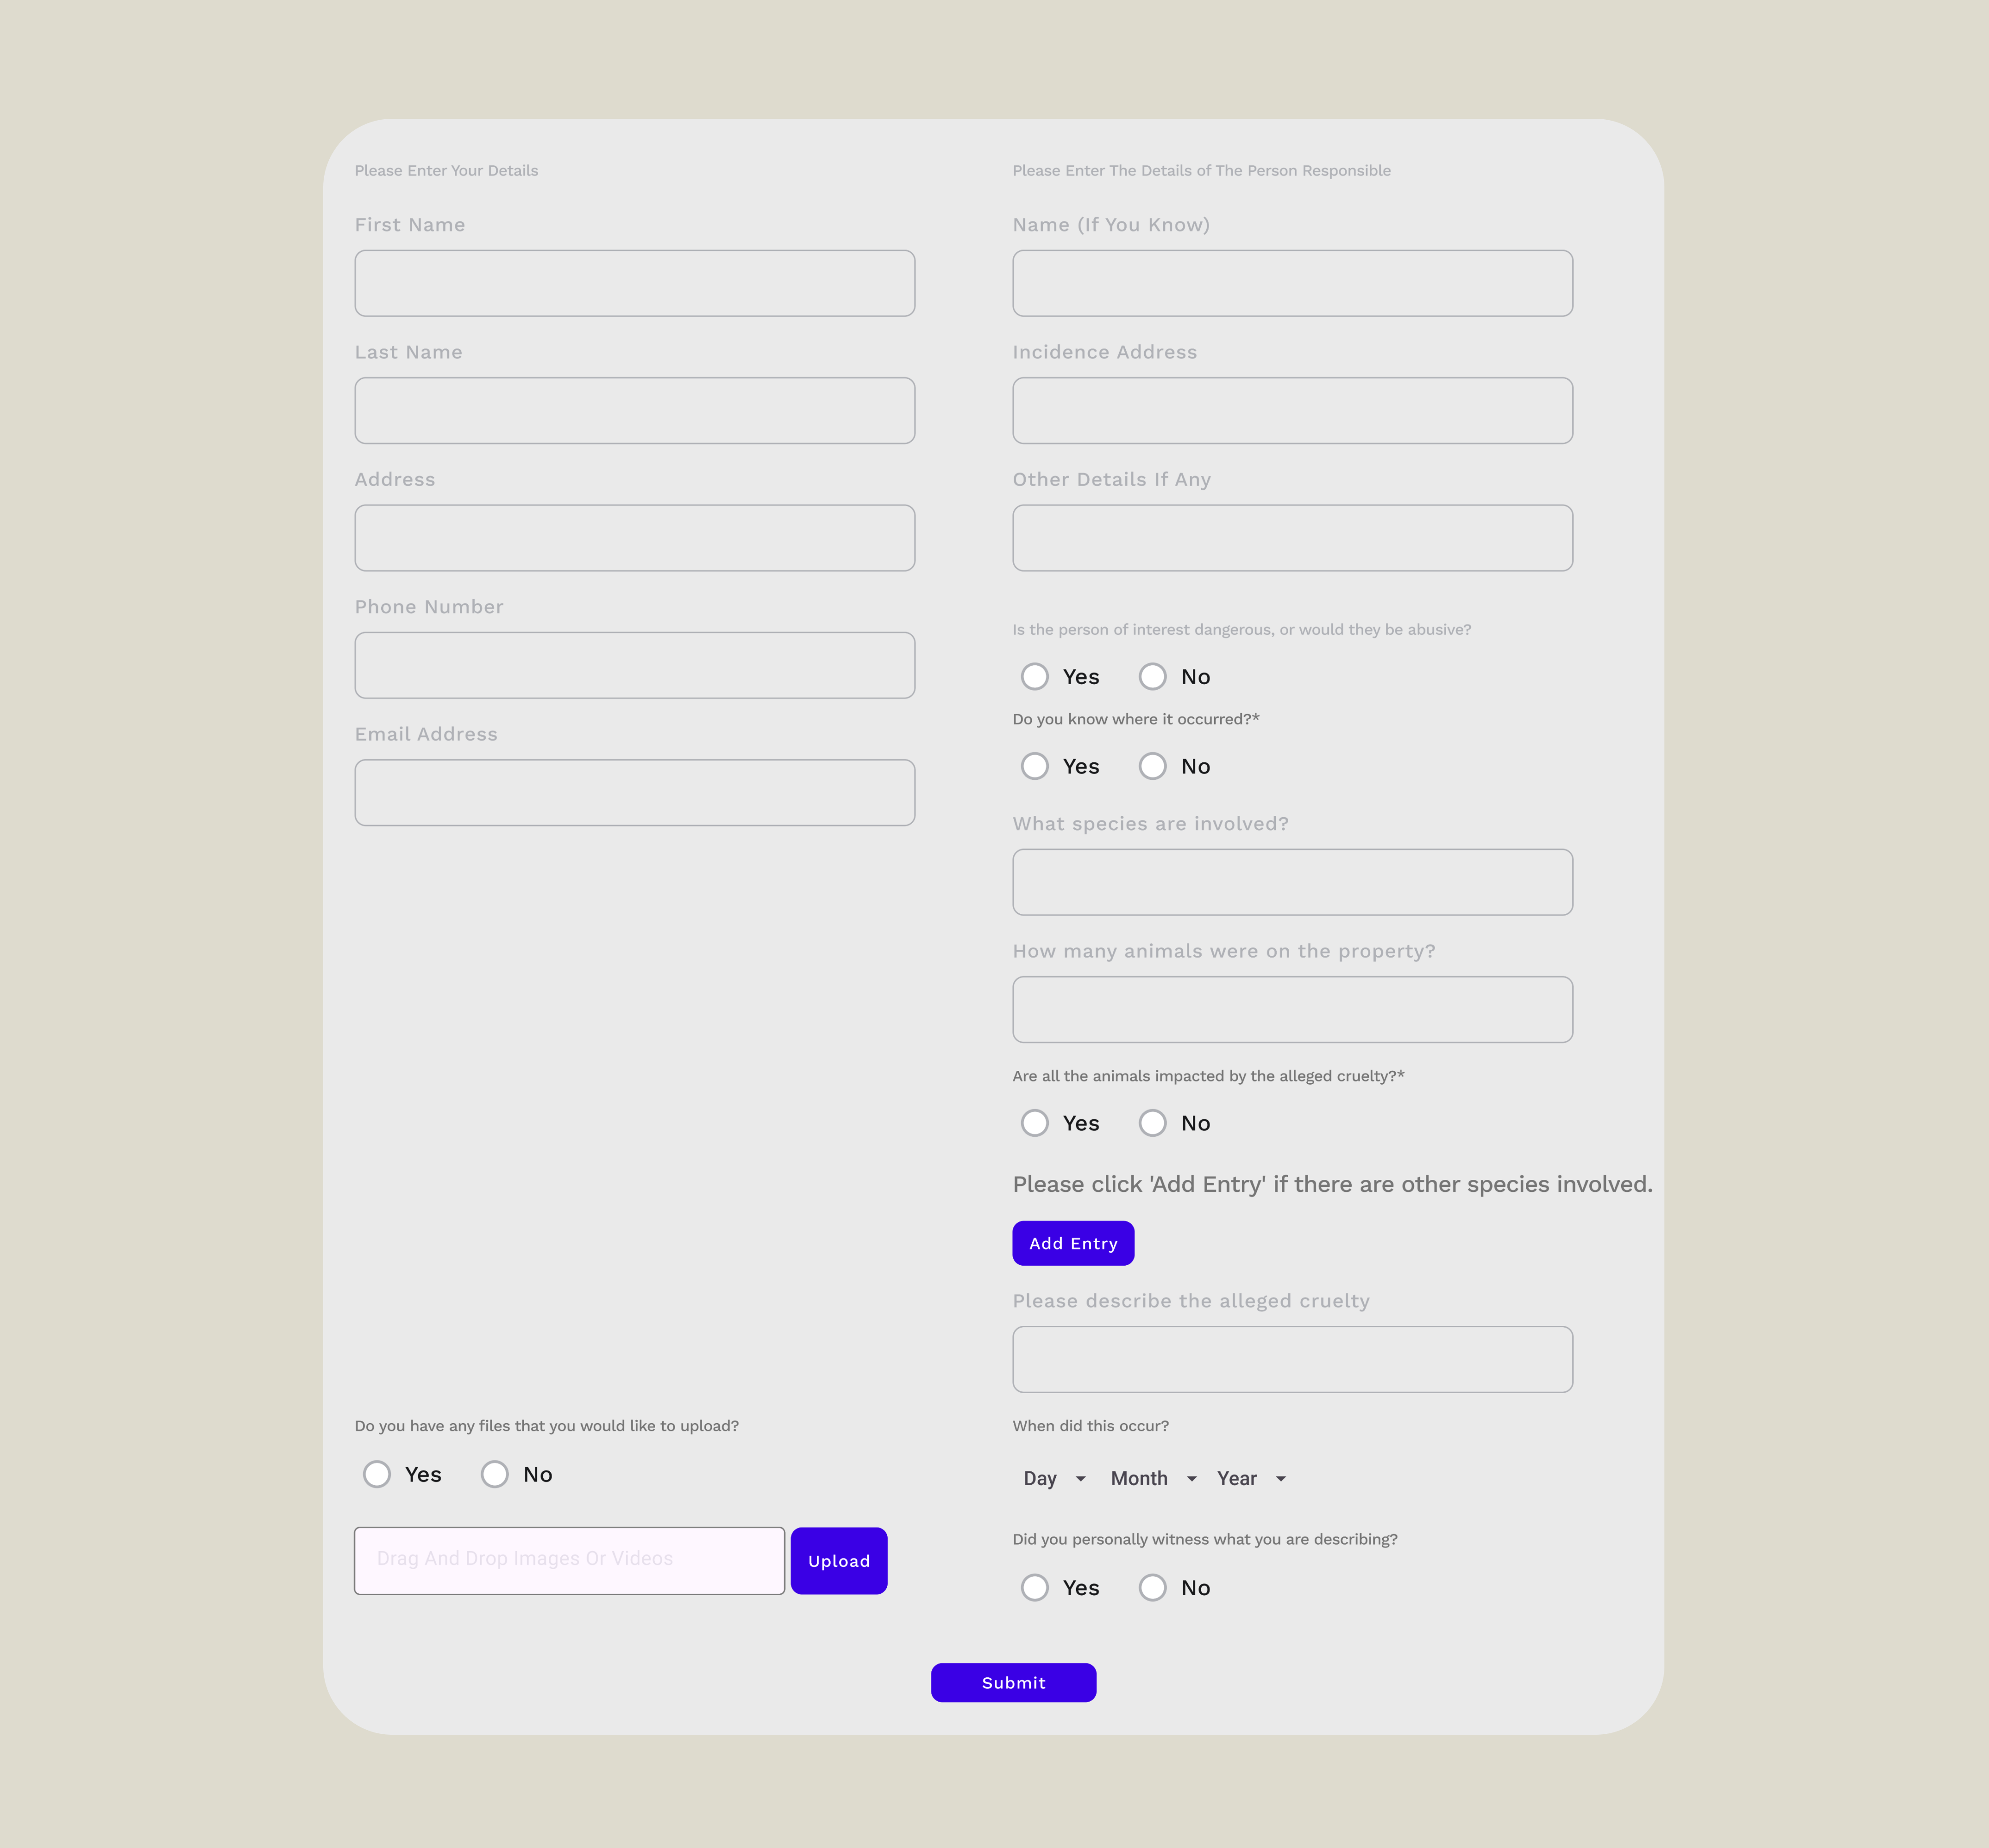 Please Enter Your Details
First Name
Last Name
Address
Phone Number
Email Address
Do you have any files that you would like to upload?
Yes No
Drag And Drop Images Or Videos
Upload
Please Enter The Details of The Person Responsible
Name (If You Know)
Incidence Address
Other Details If Any
Is the person of interest dangerous, or would they be abusive?
Yes No
Do you know where it occurred?*
Yes No
What species are involved?
How many animals were on the property?
Are all the animals impacted by the alleged cruelty?*
Yes No
Please click 'Add Entry' if there are other species involved.
Add Entry
Please describe the alleged cruelty
When did this occur?
Day Month Year
Did you personally witness what you are describing?
Yes No
Submit